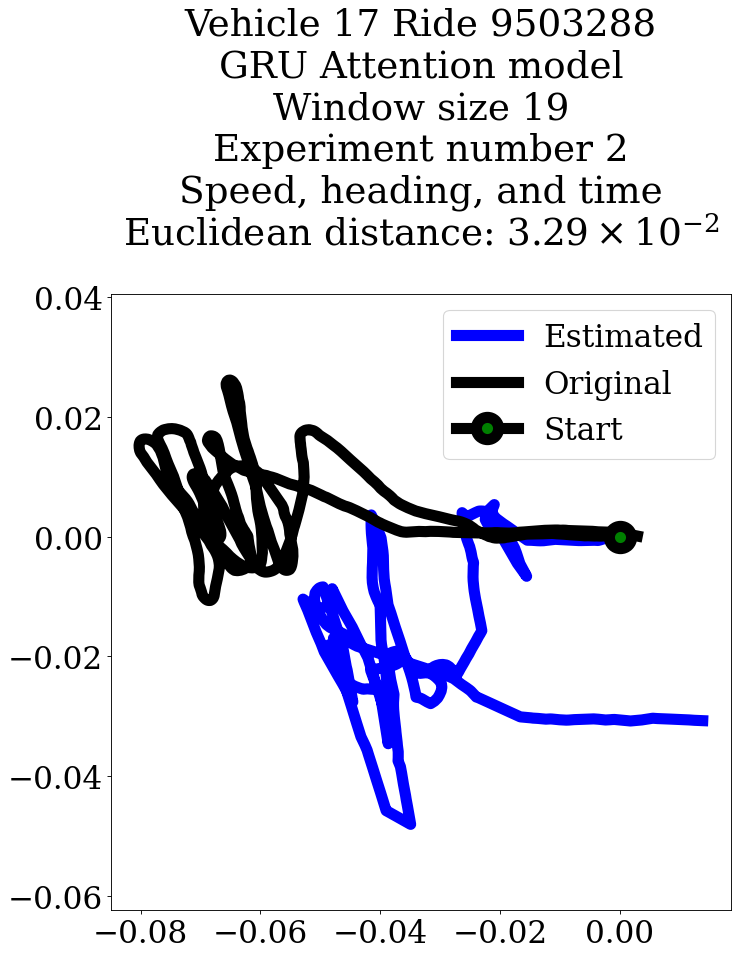 Vehicle 17 Ride 9503288
GRU Attention model
Window size 19
Experiment number 2
Speed, heading, and time
Euclidean distance: 3.29 × 10⁻²
0.04
0.02
0.00
−0.02
−0.04
−0.06
Estimated
Original
Start
−0.08 −0.06 −0.04 −0.02 0.00